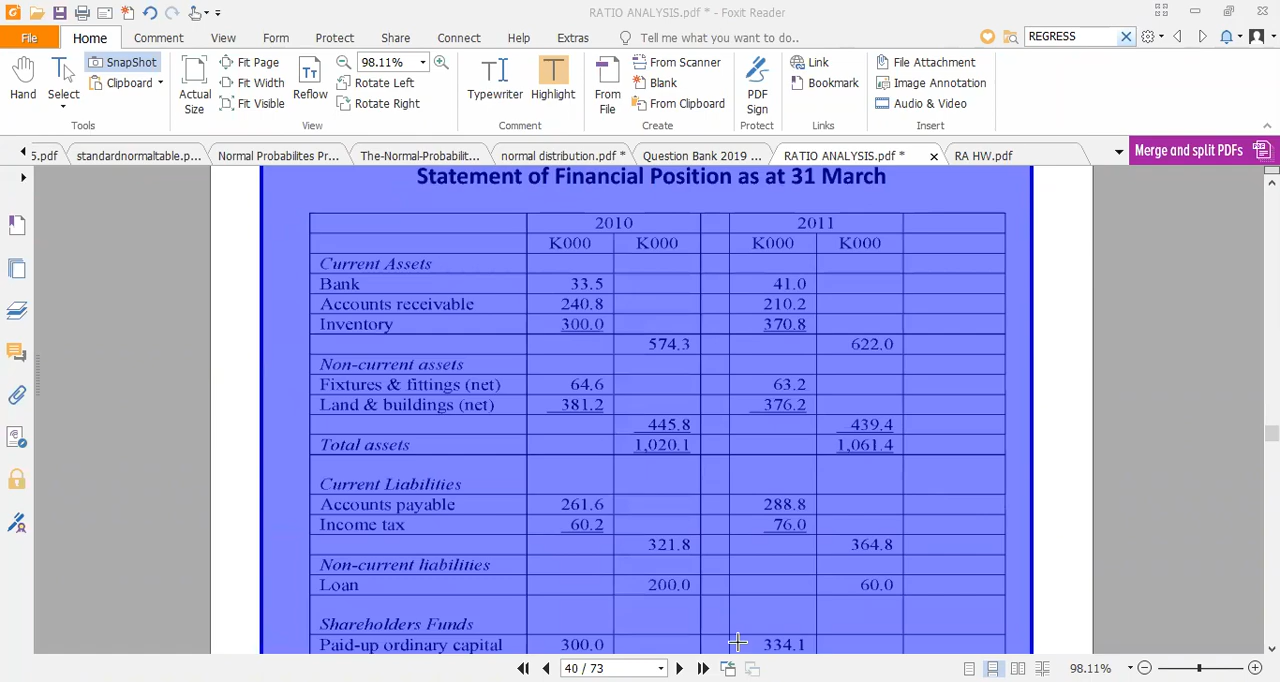 RATIO ANALYSIS.pdf * - Foxit Reader
File Home Comment View Form Protect Share Connect Help Extras Tell me what you want to do... REGRESS
Hand Select SnapShot Clipboard
Tools
Actual Size Fit Page Fit Width Fit Visible Reflow 98.11% Rotate Left Rotate Right
View
Typewriter Highlight
Comment
From File From Scanner Blank From Clipboard
Create
PDF Sign
Protect
Link Bookmark
Links
File Attachment Image Annotation Audio & Video
Insert
5.pdf standardnormaltable.p... Normal Probabilites Pr... The-Normal-Probabilit... normal distribution.pdf * Question Bank 2019 ... RATIO ANALYSIS.pdf * RA HW.pdf Merge and split PDFs
Statement of Financial Position as at 31 March
2010 2011
K000 K000 K000 K000
Current Assets
Bank 33.5 41.0
Accounts receivable 240.8 210.2
Inventory 300.0 370.8
574.3 622.0
Non-current assets
Fixtures & fittings (net) 64.6 63.2
Land & buildings (net) 381.2 376.2
445.8 439.4
Total assets 1,020.1 1,061.4
Current Liabilities
Accounts payable 261.6 288.8
Income tax 60.2 76.0
321.8 364.8
Non-current liabilities
Loan 200.0 60.0
Shareholders Funds
Paid-up ordinary capital 300.0 334.1
40 / 73 98.11%